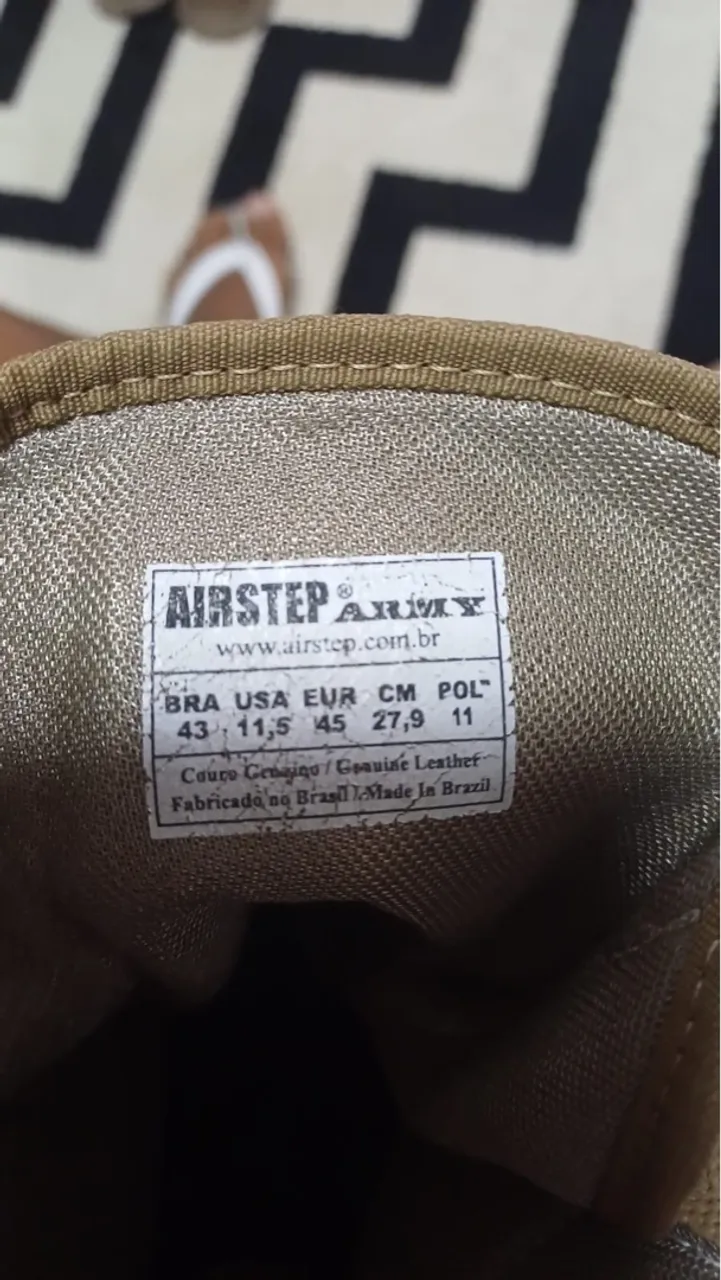 AIRSTEP® ARMY
www.airstep.com.br
BRA USA EUR CM POL"
43 11,5 45 27,9 11
Couro Genuino / Genuine Leather
Fabricado no Brasil / Made In Brazil